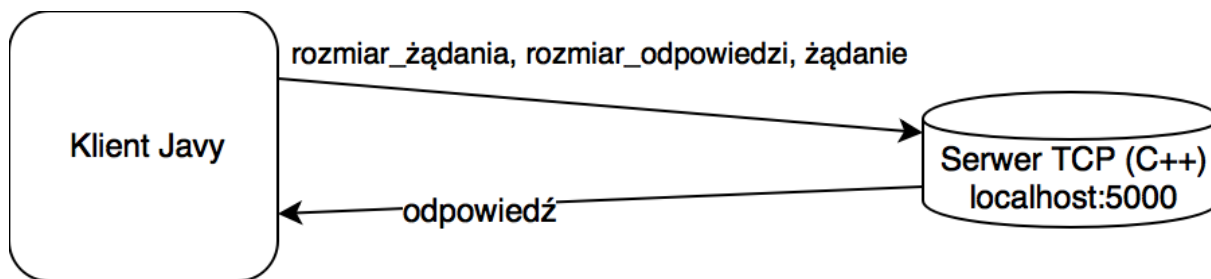 rozmiar_żądania, rozmiar_odpowiedzi, żądanie
Klient Javy
Serwer TCP (C++)
localhost:5000
odpowiedź